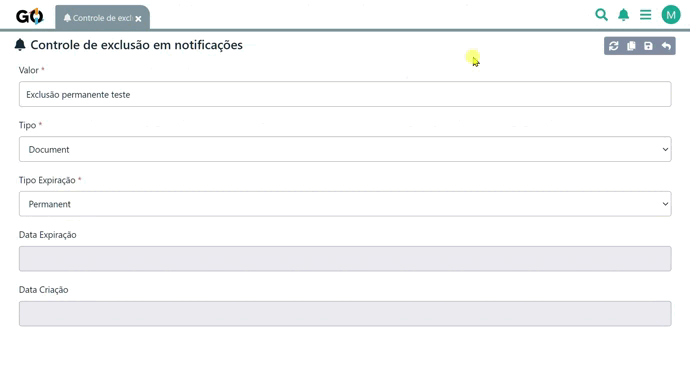 GO Controle de excl M
Controle de exclusão em notificações
Valor *
Exclusão permanente teste
Tipo *
Document
Tipo Expiração *
Permanent
Data Expiração
Data Criação